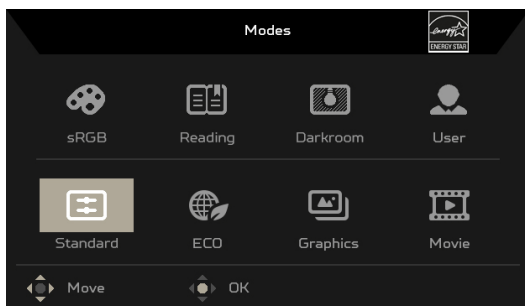 Modes
energy
ENERGY STAR
sRGB Reading Darkroom User
Standard ECO Graphics Movie
Move OK